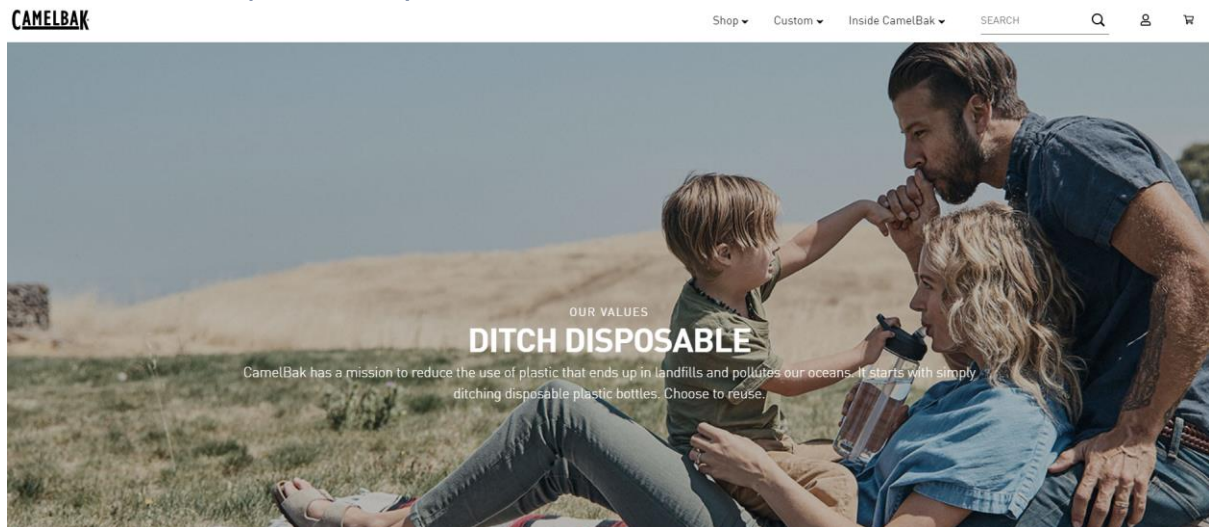 CAMELBAK
Shop Custom Inside CamelBak SEARCH
OUR VALUES
DITCH DISPOSABLE
CamelBak has a mission to reduce the use of plastic that ends up in landfills and pollutes our oceans. It starts with simply
ditching disposable plastic bottles. Choose to reuse.